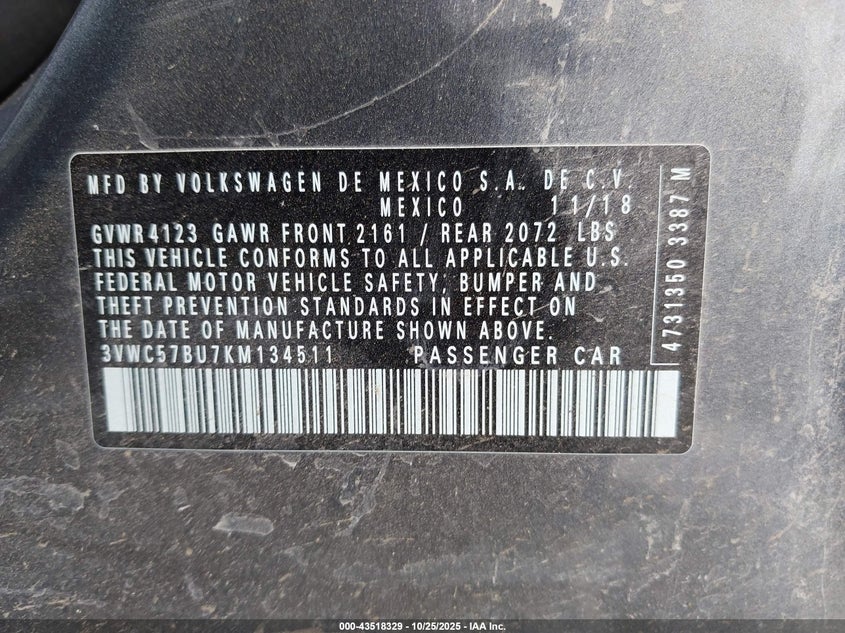 MFD BY VOLKSWAGEN DE MEXICO S.A. DE C.V.
MEXICO 11/18
GVWR 4123 GAWR FRONT 2161 / REAR 2072 LBS
THIS VEHICLE CONFORMS TO ALL APPLICABLE U.S.
FEDERAL MOTOR VEHICLE SAFETY, BUMPER AND
THEFT PREVENTION STANDARDS IN EFFECT ON
THE DATE OF MANUFACTURE SHOWN ABOVE.
3VWC57BU7KM134511 PASSENGER CAR
4731350 3387 M
000-43518329 - 10/25/2025 - IAA Inc.